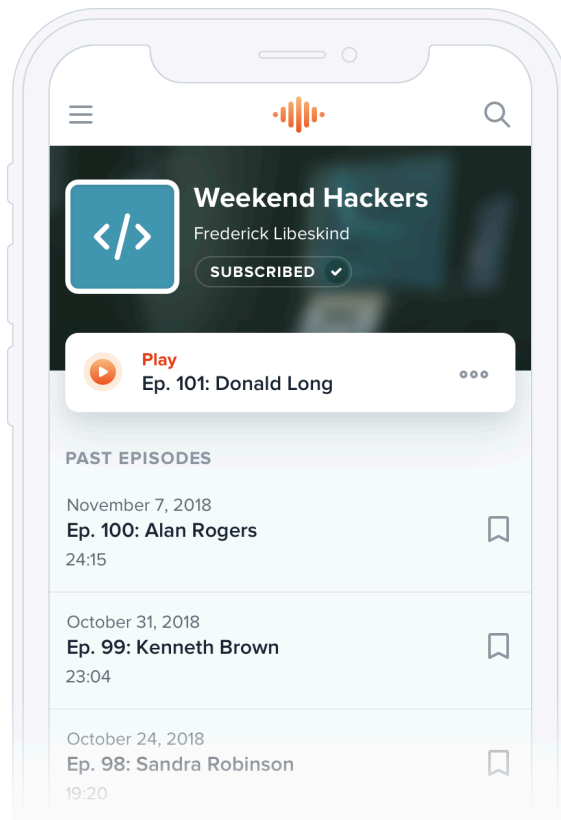 Weekend Hackers
Frederick Libeskind
SUBSCRIBED
Play
Ep. 101: Donald Long
PAST EPISODES
November 7, 2018
Ep. 100: Alan Rogers
24:15
October 31, 2018
Ep. 99: Kenneth Brown
23:04
October 24, 2018
Ep. 98: Sandra Robinson
19:20